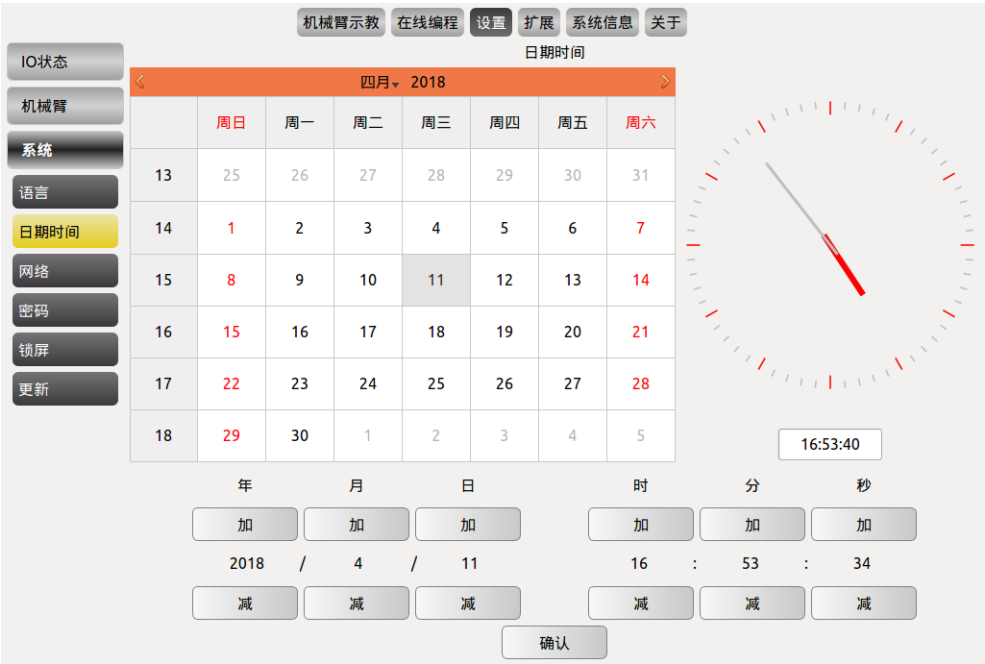 机械臂示教 在线编程 设置 扩展 系统信息 关于
日期时间
IO状态
机械臂
系统
语言
日期时间
网络
密码
锁屏
更新
四月 2018
周日 周一 周二 周三 周四 周五 周六
13 25 26 27 28 29 30 31
14 1 2 3 4 5 6 7
15 8 9 10 11 12 13 14
16 15 16 17 18 19 20 21
17 22 23 24 25 26 27 28
18 29 30 1 2 3 4 5
16:53:40
年 月 日 时 分 秒
加 加 加 加 加 加
2018 / 4 / 11 16 : 53 : 34
减 减 减 减 减 减
确认